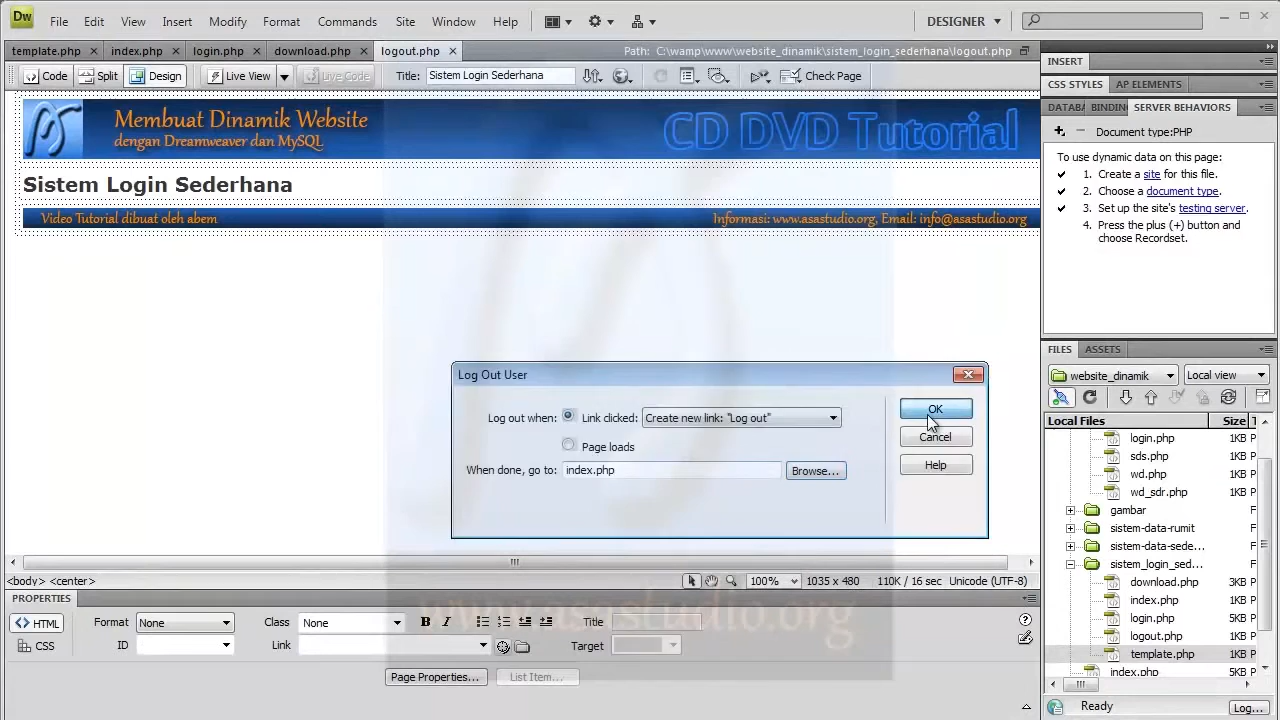 Dw File Edit View Insert Modify Format Commands Site Window Help DESIGNER
template.php index.php login.php download.php logout.php Path: C:\wamp\www\website_dinamik\sistem_login_sederhana\logout.php
Code Split Design Live View Live Code Title: Sistem Login Sederhana Check Page
Membuat Dinamik Website
dengan Dreamweaver dan MySQL
CD DVD Tutorial
Sistem Login Sederhana
Video Tutorial dibuat oleh abem Informasi: www.asastudio.org, Email: info@asastudio.org
Log Out User
Log out when: Link clicked: Create new link: "Log out"
Page loads
When done, go to: index.php Browse...
OK
Cancel
Help
<body> <center> 100% 1035 x 480 110K / 16 sec Unicode (UTF-8)
PROPERTIES
HTML Format None Class None B I Title
CSS ID Link Target
Page Properties... List Item...
www.asastudio.org
INSERT
CSS STYLES AP ELEMENTS
DATABA BINDING SERVER BEHAVIORS
Document type:PHP
To use dynamic data on this page:
1. Create a site for this file.
2. Choose a document type.
3. Set up the site's testing server.
4. Press the plus (+) button and
choose Recordset.
FILES ASSETS
website_dinamik Local view
Local Files Size T
login.php 1KB P
sds.php 1KB P
wd.php 1KB P
wd_sdr.php 1KB P
gambar F
sistem-data-rumit F
sistem-data-sede... F
sistem_login_sed... F
download.php 3KB P
index.php 1KB P
login.php 5KB P
logout.php 1KB P
template.php 1KB P
index.php 5KB P
Ready Log...